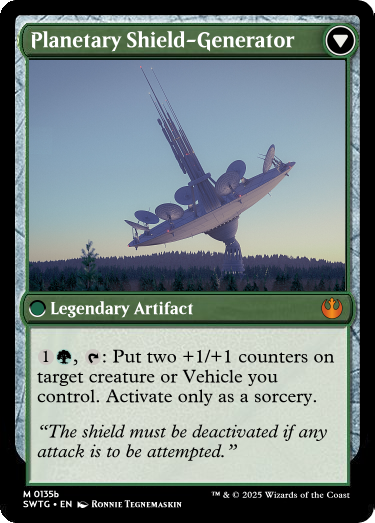 Planetary Shield-Generator
Legendary Artifact
1 , : Put two +1/+1 counters on
target creature or Vehicle you
control. Activate only as a sorcery.
“The shield must be deactivated if any
attack is to be attempted.”
M 0135b
SWTG • EN Ronnie Tegnemaskin
™ & © 2025 Wizards of the Coast